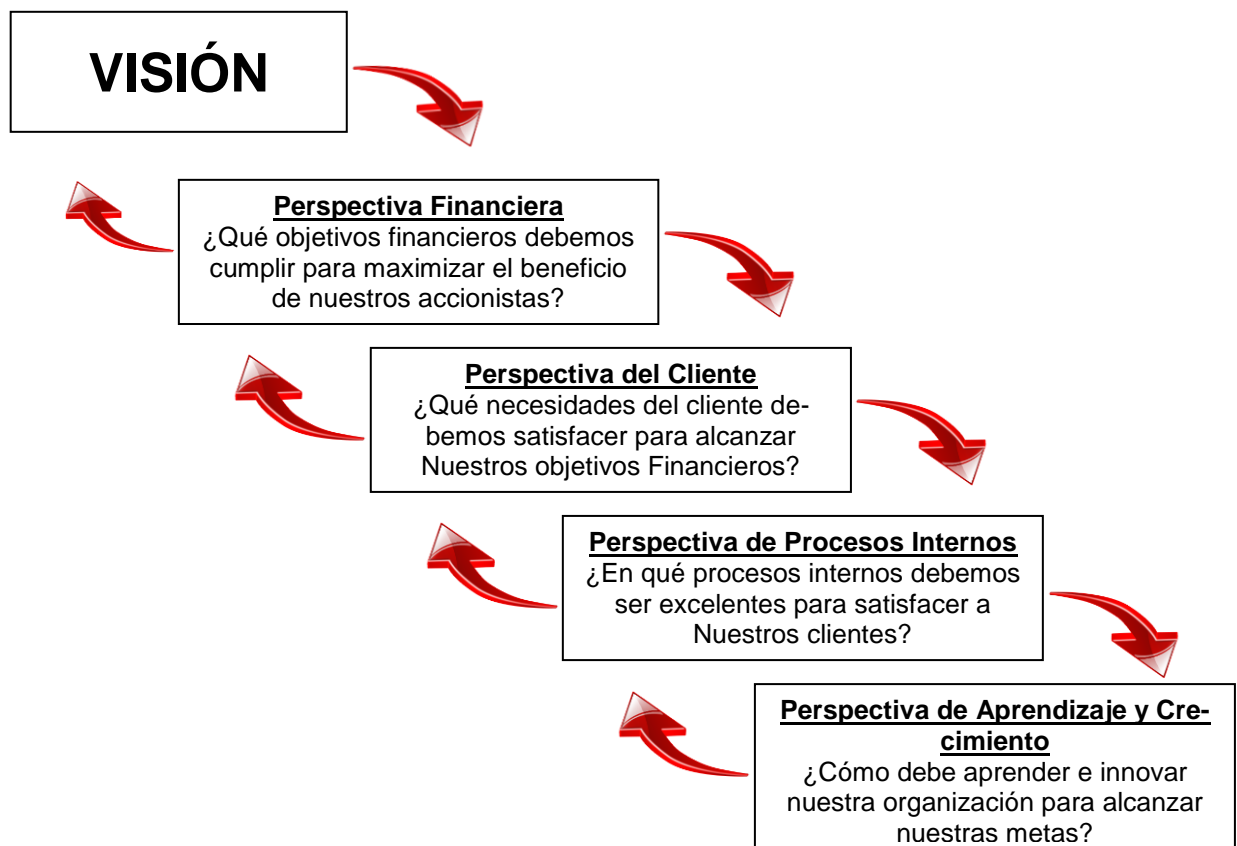 VISIÓN
Perspectiva Financiera
¿Qué objetivos financieros debemos
cumplir para maximizar el beneficio
de nuestros accionistas?
Perspectiva del Cliente
¿Qué necesidades del cliente de-
bemos satisfacer para alcanzar
Nuestros objetivos Financieros?
Perspectiva de Procesos Internos
¿En qué procesos internos debemos
ser excelentes para satisfacer a
Nuestros clientes?
Perspectiva de Aprendizaje y Cre-
cimiento
¿Cómo debe aprender e innovar
nuestra organización para alcanzar
nuestras metas?